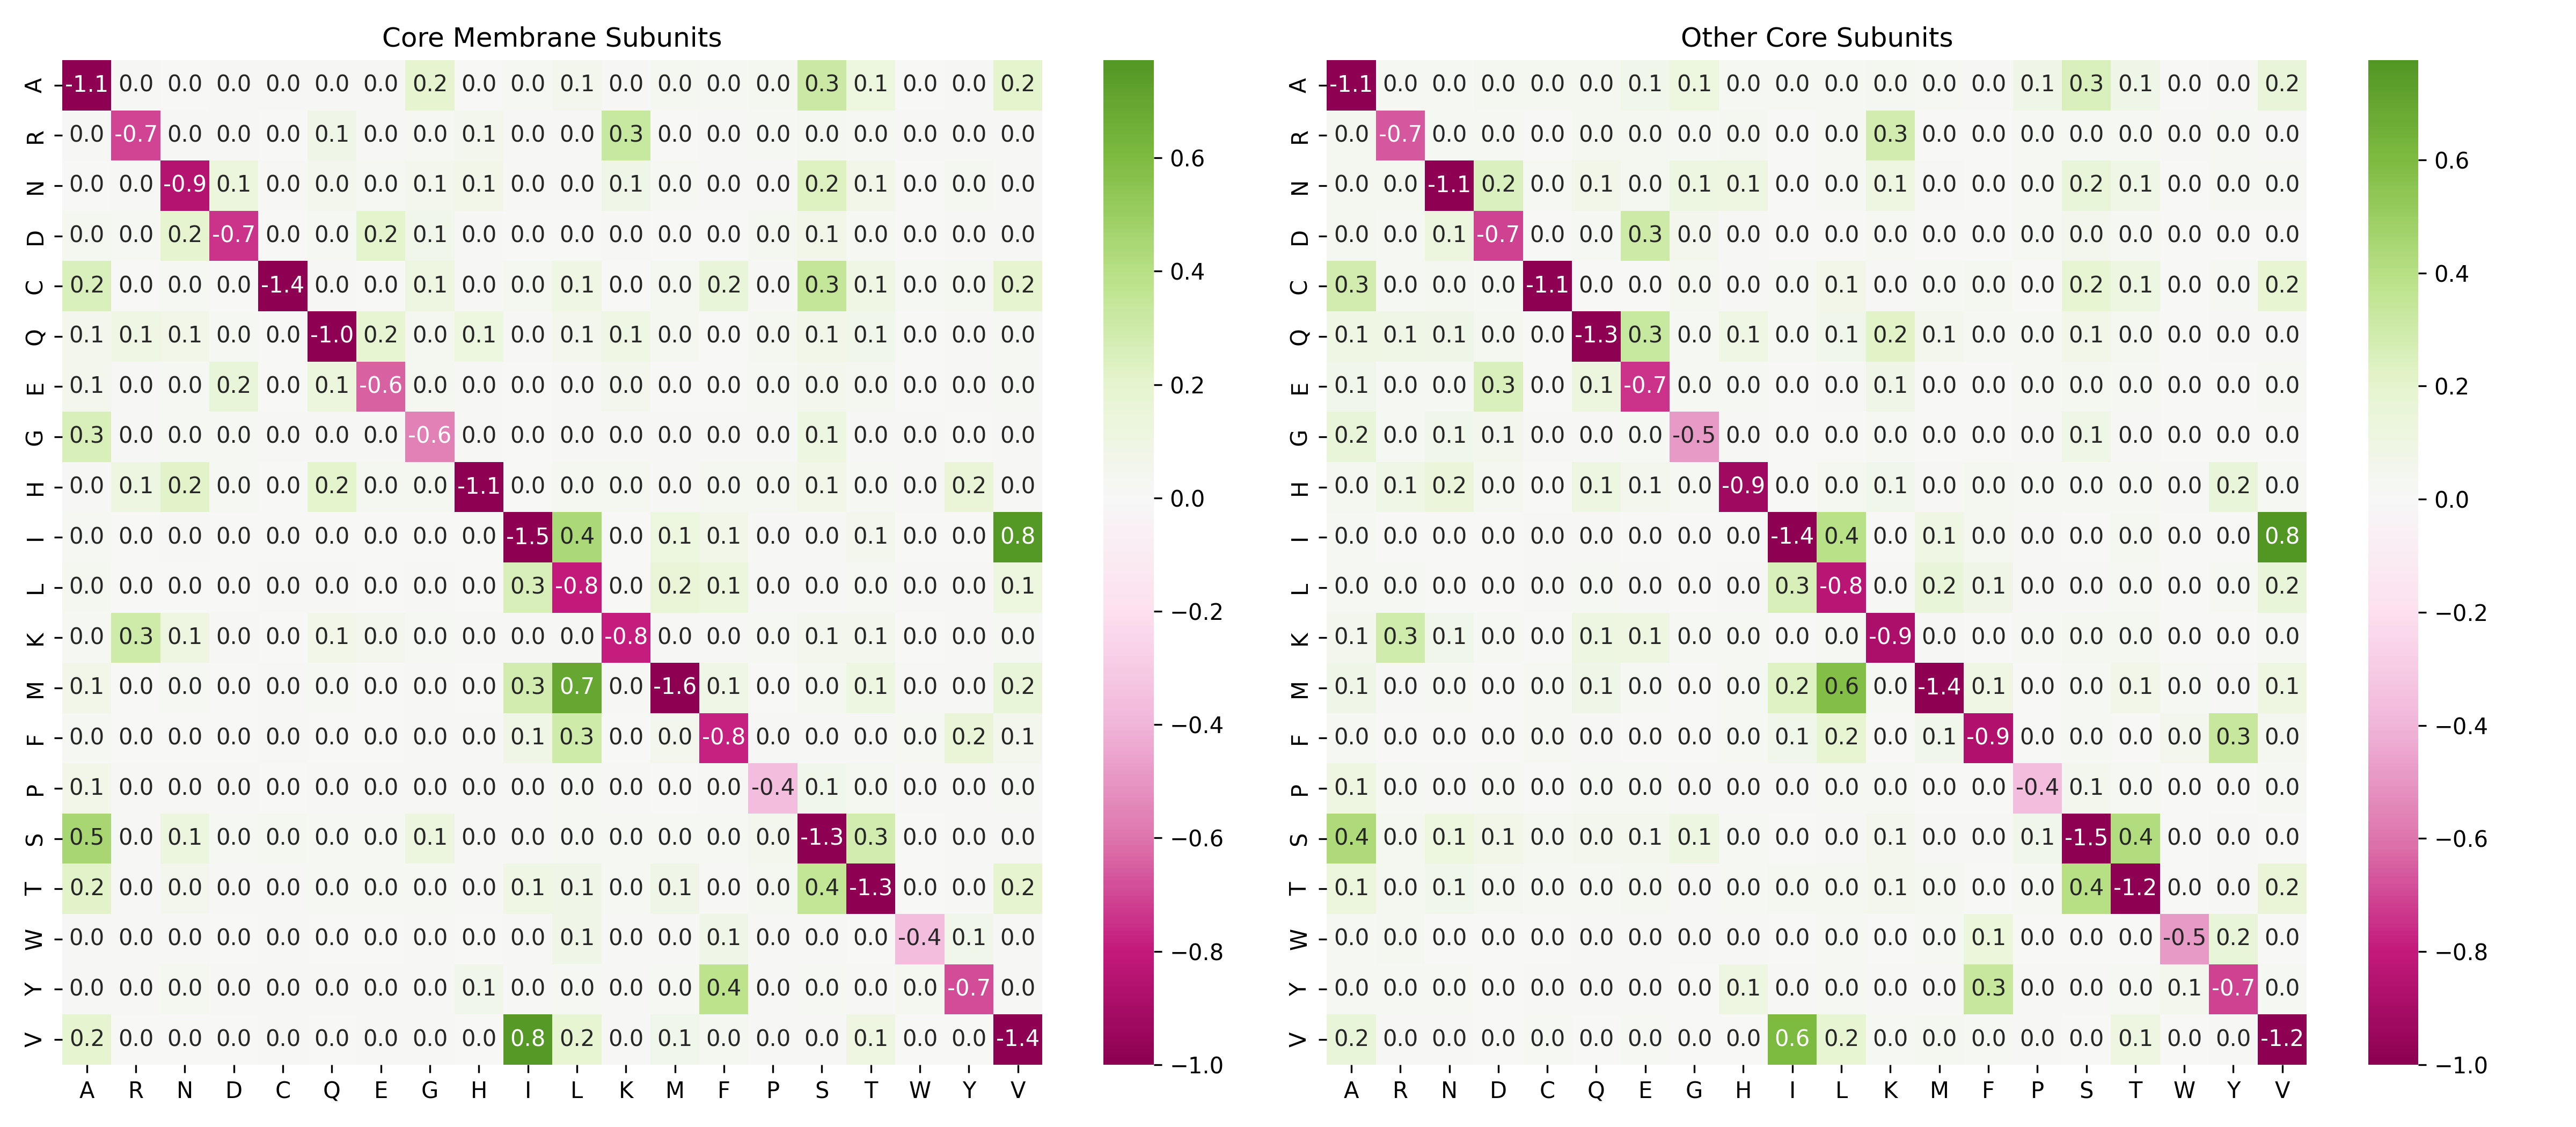 Core Membrane Subunits
A -1.1 0.0 0.0 0.0 0.0 0.0 0.0 0.2 0.0 0.0 0.1 0.0 0.0 0.0 0.0 0.3 0.1 0.0 0.0 0.2
R 0.0 -0.7 0.0 0.0 0.0 0.1 0.0 0.0 0.1 0.0 0.0 0.3 0.0 0.0 0.0 0.0 0.0 0.0 0.0 0.0
N 0.0 0.0 -0.9 0.1 0.0 0.0 0.0 0.1 0.1 0.0 0.0 0.1 0.0 0.0 0.0 0.2 0.1 0.0 0.0 0.0
D 0.0 0.0 0.2 -0.7 0.0 0.0 0.2 0.1 0.0 0.0 0.0 0.0 0.0 0.0 0.0 0.1 0.0 0.0 0.0 0.0
C 0.2 0.0 0.0 0.0 -1.4 0.0 0.0 0.1 0.0 0.0 0.1 0.0 0.0 0.2 0.0 0.3 0.1 0.0 0.0 0.2
Q 0.1 0.1 0.1 0.0 0.0 -1.0 0.2 0.0 0.1 0.0 0.1 0.1 0.0 0.0 0.0 0.1 0.1 0.0 0.0 0.0
E 0.1 0.0 0.0 0.2 0.0 0.1 -0.6 0.0 0.0 0.0 0.0 0.0 0.0 0.0 0.0 0.0 0.0 0.0 0.0 0.0
G 0.3 0.0 0.0 0.0 0.0 0.0 0.0 -0.6 0.0 0.0 0.0 0.0 0.0 0.0 0.0 0.1 0.0 0.0 0.0 0.0
H 0.0 0.1 0.2 0.0 0.0 0.2 0.0 0.0 -1.1 0.0 0.0 0.0 0.0 0.0 0.0 0.1 0.0 0.0 0.2 0.0
I 0.0 0.0 0.0 0.0 0.0 0.0 0.0 0.0 0.0 -1.5 0.4 0.0 0.1 0.1 0.0 0.0 0.1 0.0 0.0 0.8
L 0.0 0.0 0.0 0.0 0.0 0.0 0.0 0.0 0.0 0.3 -0.8 0.0 0.2 0.1 0.0 0.0 0.0 0.0 0.0 0.1
K 0.0 0.3 0.1 0.0 0.0 0.1 0.0 0.0 0.0 0.0 0.0 -0.8 0.0 0.0 0.0 0.1 0.1 0.0 0.0 0.0
M 0.1 0.0 0.0 0.0 0.0 0.0 0.0 0.0 0.0 0.3 0.7 0.0 -1.6 0.1 0.0 0.0 0.1 0.0 0.0 0.2
F 0.0 0.0 0.0 0.0 0.0 0.0 0.0 0.0 0.0 0.1 0.3 0.0 0.0 -0.8 0.0 0.0 0.0 0.0 0.2 0.1
P 0.1 0.0 0.0 0.0 0.0 0.0 0.0 0.0 0.0 0.0 0.0 0.0 0.0 0.0 -0.4 0.1 0.0 0.0 0.0 0.0
S 0.5 0.0 0.1 0.0 0.0 0.0 0.0 0.1 0.0 0.0 0.0 0.0 0.0 0.0 0.0 -1.3 0.3 0.0 0.0 0.0
T 0.2 0.0 0.0 0.0 0.0 0.0 0.0 0.0 0.0 0.1 0.1 0.0 0.1 0.0 0.0 0.4 -1.3 0.0 0.0 0.2
W 0.0 0.0 0.0 0.0 0.0 0.0 0.0 0.0 0.0 0.0 0.1 0.0 0.0 0.1 0.0 0.0 0.0 -0.4 0.1 0.0
Y 0.0 0.0 0.0 0.0 0.0 0.0 0.0 0.0 0.1 0.0 0.0 0.0 0.0 0.4 0.0 0.0 0.0 0.0 -0.7 0.0
V 0.2 0.0 0.0 0.0 0.0 0.0 0.0 0.0 0.0 0.8 0.2 0.0 0.1 0.0 0.0 0.0 0.1 0.0 0.0 -1.4
A R N D C Q E G H I L K M F P S T W Y V
0.6
0.4
0.2
0.0
−0.2
−0.4
−0.6
−0.8
−1.0
Other Core Subunits
A -1.1 0.0 0.0 0.0 0.0 0.0 0.1 0.1 0.0 0.0 0.0 0.0 0.0 0.0 0.1 0.3 0.1 0.0 0.0 0.2
R 0.0 -0.7 0.0 0.0 0.0 0.0 0.0 0.0 0.0 0.0 0.0 0.3 0.0 0.0 0.0 0.0 0.0 0.0 0.0 0.0
N 0.0 0.0 -1.1 0.2 0.0 0.1 0.0 0.1 0.1 0.0 0.0 0.1 0.0 0.0 0.0 0.2 0.1 0.0 0.0 0.0
D 0.0 0.0 0.1 -0.7 0.0 0.0 0.3 0.0 0.0 0.0 0.0 0.0 0.0 0.0 0.0 0.0 0.0 0.0 0.0 0.0
C 0.3 0.0 0.0 0.0 -1.1 0.0 0.0 0.0 0.0 0.0 0.1 0.0 0.0 0.0 0.0 0.2 0.1 0.0 0.0 0.2
Q 0.1 0.1 0.1 0.0 0.0 -1.3 0.3 0.0 0.1 0.0 0.1 0.2 0.1 0.0 0.0 0.1 0.0 0.0 0.0 0.0
E 0.1 0.0 0.0 0.3 0.0 0.1 -0.7 0.0 0.0 0.0 0.0 0.1 0.0 0.0 0.0 0.0 0.0 0.0 0.0 0.0
G 0.2 0.0 0.1 0.1 0.0 0.0 0.0 -0.5 0.0 0.0 0.0 0.0 0.0 0.0 0.0 0.1 0.0 0.0 0.0 0.0
H 0.0 0.1 0.2 0.0 0.0 0.1 0.1 0.0 -0.9 0.0 0.0 0.1 0.0 0.0 0.0 0.0 0.0 0.0 0.2 0.0
I 0.0 0.0 0.0 0.0 0.0 0.0 0.0 0.0 0.0 -1.4 0.4 0.0 0.1 0.0 0.0 0.0 0.0 0.0 0.0 0.8
L 0.0 0.0 0.0 0.0 0.0 0.0 0.0 0.0 0.0 0.3 -0.8 0.0 0.2 0.1 0.0 0.0 0.0 0.0 0.0 0.2
K 0.1 0.3 0.1 0.0 0.0 0.1 0.1 0.0 0.0 0.0 0.0 -0.9 0.0 0.0 0.0 0.0 0.0 0.0 0.0 0.0
M 0.1 0.0 0.0 0.0 0.0 0.1 0.0 0.0 0.0 0.2 0.6 0.0 -1.4 0.1 0.0 0.0 0.1 0.0 0.0 0.1
F 0.0 0.0 0.0 0.0 0.0 0.0 0.0 0.0 0.0 0.1 0.2 0.0 0.1 -0.9 0.0 0.0 0.0 0.0 0.3 0.0
P 0.1 0.0 0.0 0.0 0.0 0.0 0.0 0.0 0.0 0.0 0.0 0.0 0.0 0.0 -0.4 0.1 0.0 0.0 0.0 0.0
S 0.4 0.0 0.1 0.1 0.0 0.0 0.1 0.1 0.0 0.0 0.0 0.1 0.0 0.0 0.1 -1.5 0.4 0.0 0.0 0.0
T 0.1 0.0 0.1 0.0 0.0 0.0 0.0 0.0 0.0 0.0 0.0 0.1 0.0 0.0 0.0 0.4 -1.2 0.0 0.0 0.2
W 0.0 0.0 0.0 0.0 0.0 0.0 0.0 0.0 0.0 0.0 0.0 0.0 0.0 0.1 0.0 0.0 0.0 -0.5 0.2 0.0
Y 0.0 0.0 0.0 0.0 0.0 0.0 0.0 0.0 0.1 0.0 0.0 0.0 0.0 0.3 0.0 0.0 0.0 0.1 -0.7 0.0
V 0.2 0.0 0.0 0.0 0.0 0.0 0.0 0.0 0.0 0.6 0.2 0.0 0.0 0.0 0.0 0.0 0.1 0.0 0.0 -1.2
A R N D C Q E G H I L K M F P S T W Y V
0.6
0.4
0.2
0.0
−0.2
−0.4
−0.6
−0.8
−1.0